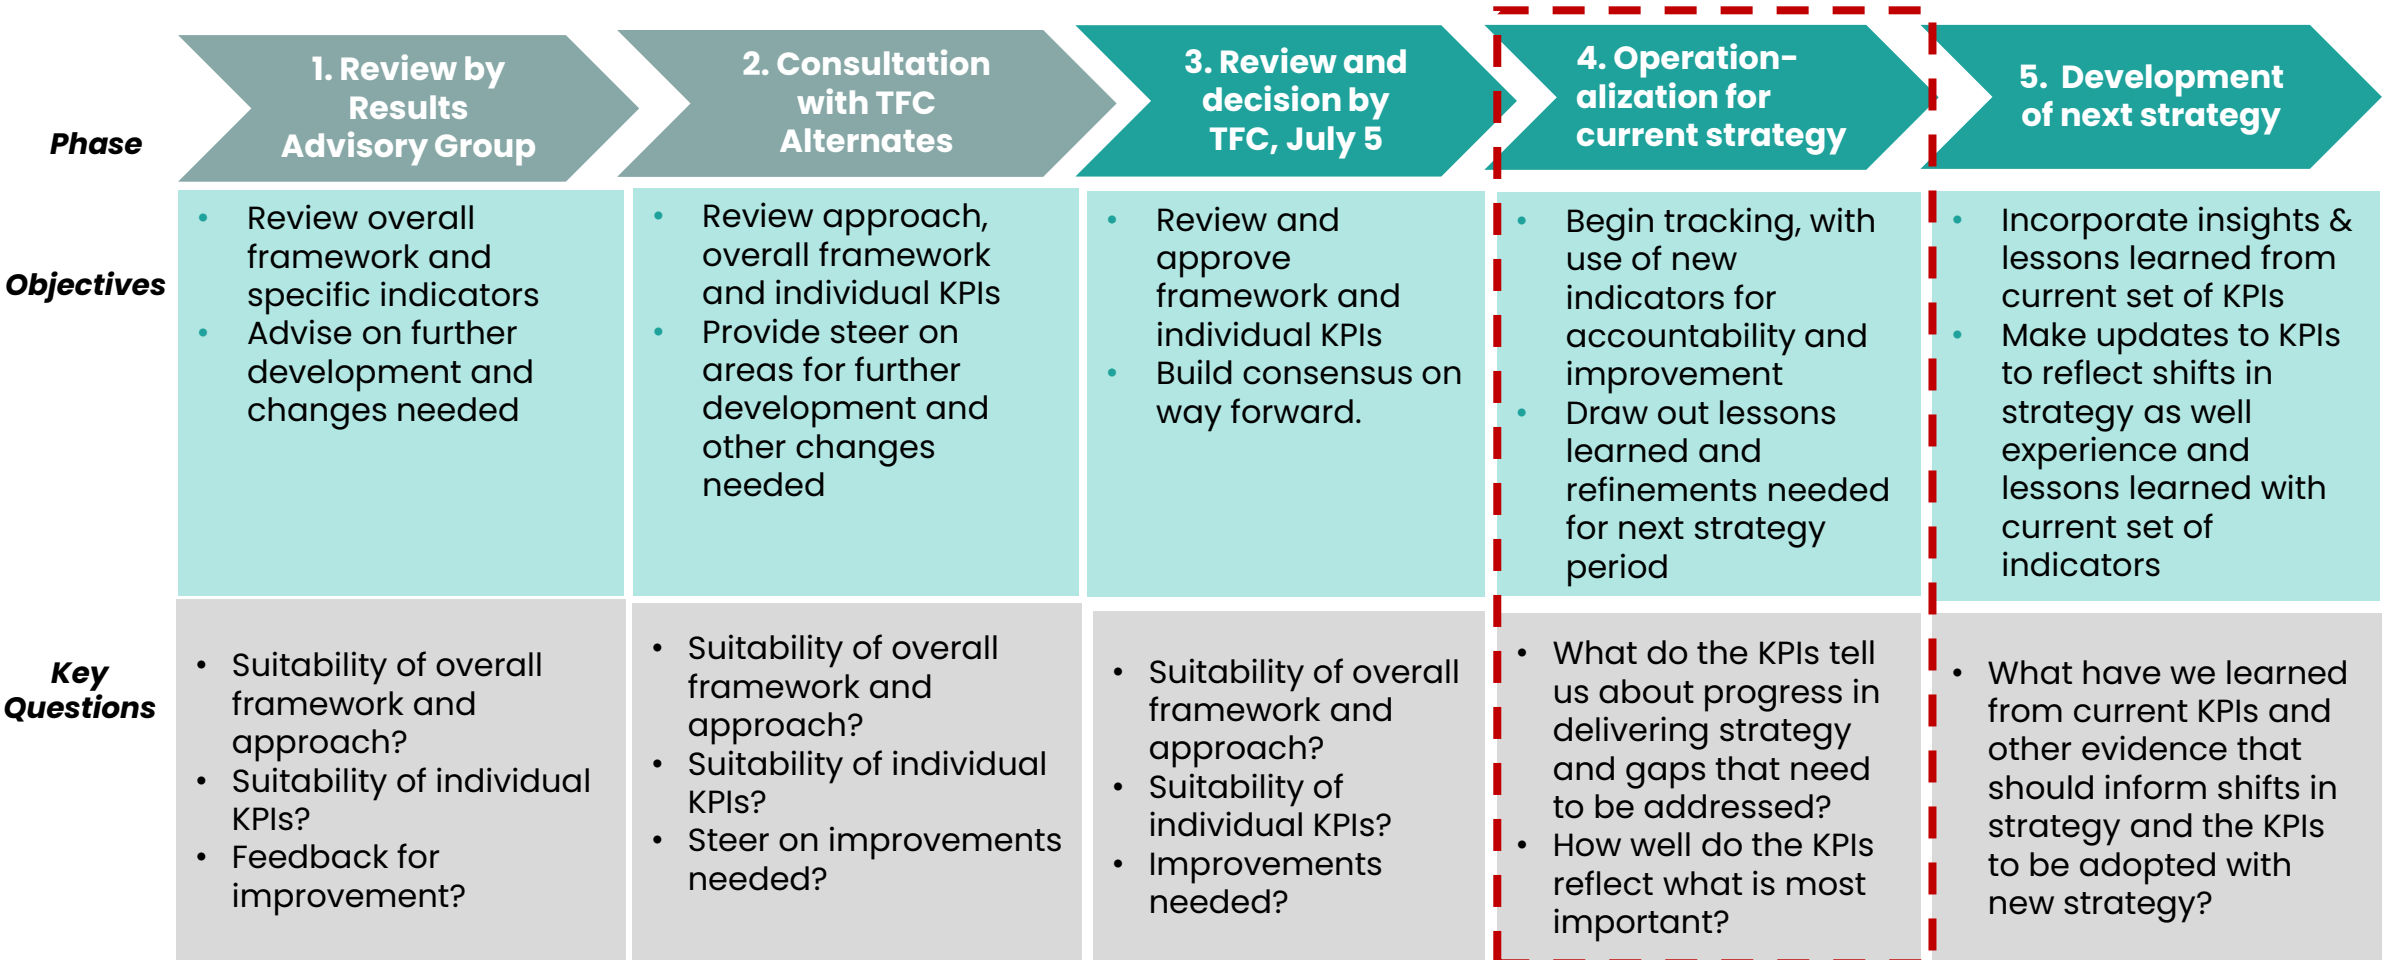 Phase
1. Review by
Results
Advisory Group
2. Consultation
with TFC
Alternates
3. Review and
decision by
TFC, July 5
4. Operation-
alization for
current strategy
5. Development
of next strategy
Objectives
• Review overall
framework and
specific indicators
• Advise on further
development and
changes needed
• Review approach,
overall framework
and individual KPIs
• Provide steer on
areas for further
development and
other changes
needed
• Review and
approve
framework and
individual KPIs
• Build consensus on
way forward.
• Begin tracking, with
use of new
indicators for
accountability and
improvement
• Draw out lessons
learned and
refinements needed
for next strategy
period
• Incorporate insights &
lessons learned from
current set of KPIs
• Make updates to KPIs
to reflect shifts in
strategy as well
experience and
lessons learned with
current set of
indicators
Key
Questions
• Suitability of overall
framework and
approach?
• Suitability of individual
KPIs?
• Feedback for
improvement?
• Suitability of overall
framework and
approach?
• Suitability of individual
KPIs?
• Steer on improvements
needed?
• Suitability of overall
framework and
approach?
• Suitability of
individual KPIs?
• Improvements
needed?
• What do the KPIs tell
us about progress in
delivering strategy
and gaps that need
to be addressed?
• How well do the KPIs
reflect what is most
important?
• What have we learned
from current KPIs and
other evidence that
should inform shifts in
strategy and the KPIs
to be adopted with
new strategy?